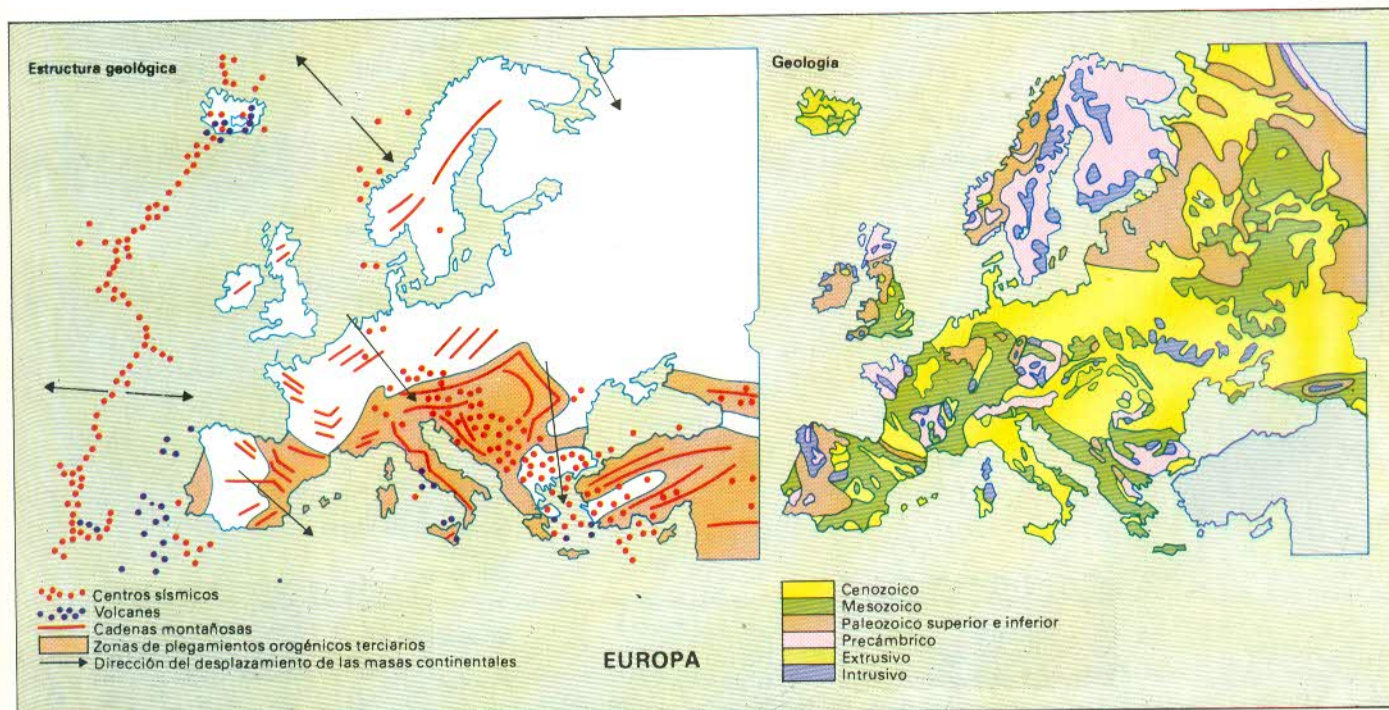 Estructura geológica
Centros sísmicos
Volcanes
Cadenas montañosas
Zonas de plegamientos orogénicos terciarios
Dirección del desplazamiento de las masas continentales
EUROPA
Geología
Cenozoico
Mesozoico
Paleozoico superior e inferior
Precámbrico
Extrusivo
Intrusivo